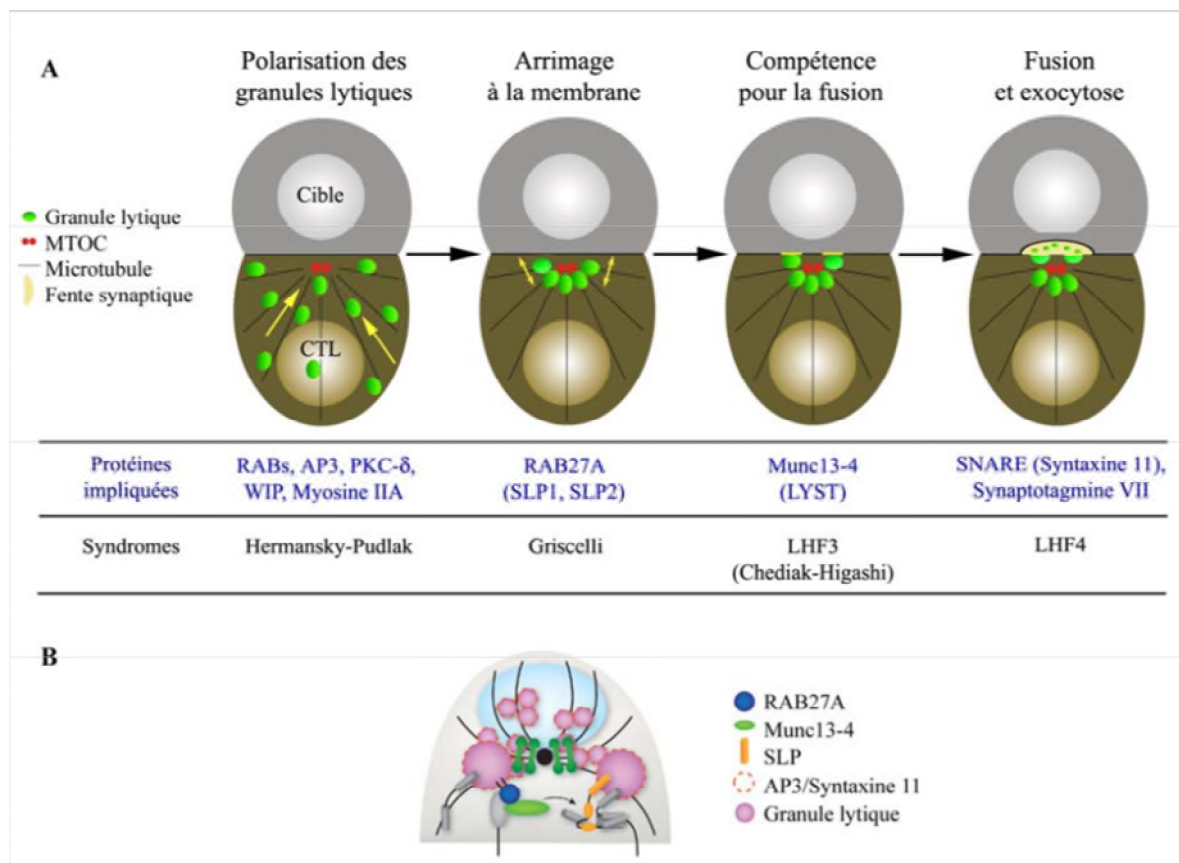 A
Polarisation des
granules lytiques
Arrimage
à la membrane
Compétence
pour la fusion
Fusion
et exocytose
Cible
Granule lytique
MTOC
Microtubule
Fente synaptique
CTL
Protéines
impliquées
RABs, AP3, PKC-δ,
WIP, Myosine IIA
RAB27A
(SLP1, SLP2)
Munc13-4
(LYST)
SNARE (Syntaxine 11),
Synaptotagmine VII
Syndromes
Hermansky-Pudlak
Griscelli
LHF3
(Chediak-Higashi)
LHF4
B
RAB27A
Munc13-4
SLP
AP3/Syntaxine 11
Granule lytique